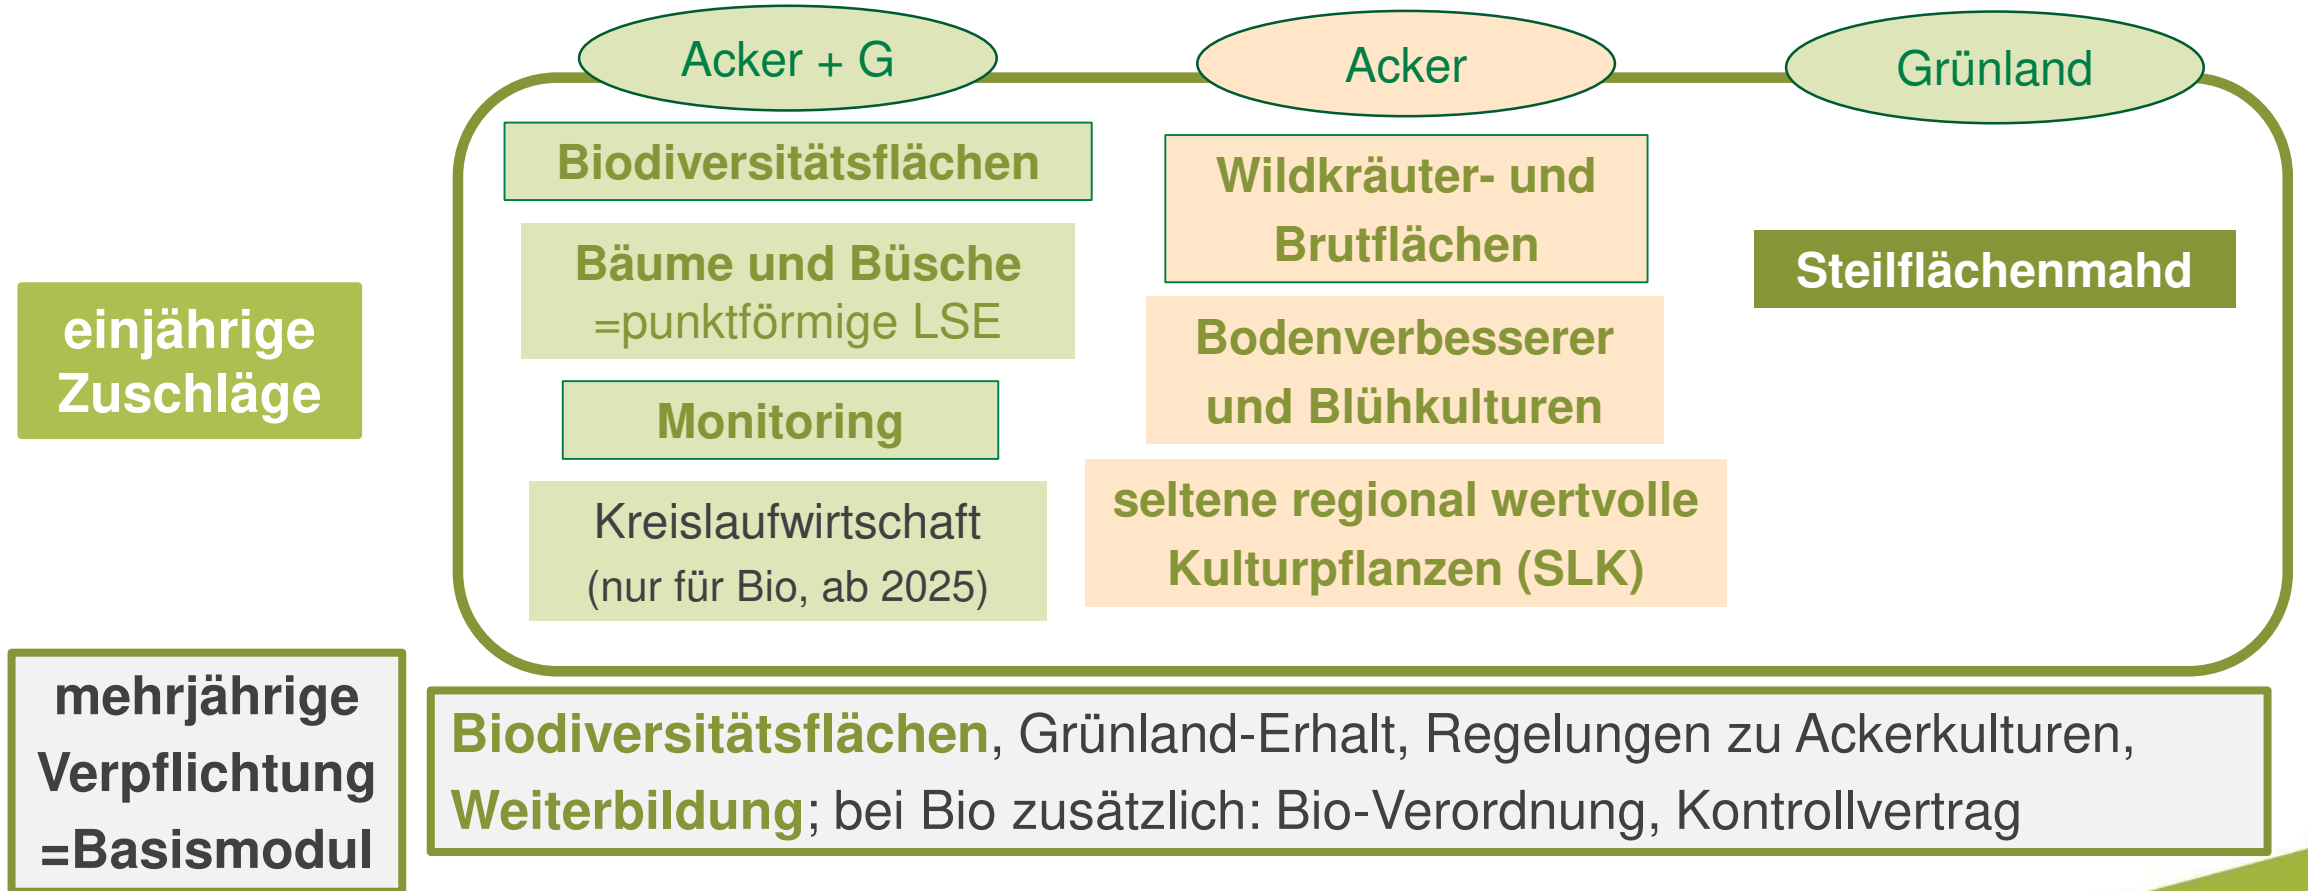 Acker + G
Acker
Grünland
einjährige
Zuschläge
Biodiversitätsflächen
Bäume und Büsche
=punktförmige LSE
Monitoring
Kreislaufwirtschaft
(nur für Bio, ab 2025)
Wildkräuter- und
Brutflächen
Bodenverbesserer
und Blühkulturen
seltene regional wertvolle
Kulturpflanzen (SLK)
Steilflächenmahd
mehrjährige
Verpflichtung
=Basismodul
Biodiversitätsflächen, Grünland-Erhalt, Regelungen zu Ackerkulturen,
Weiterbildung; bei Bio zusätzlich: Bio-Verordnung, Kontrollvertrag